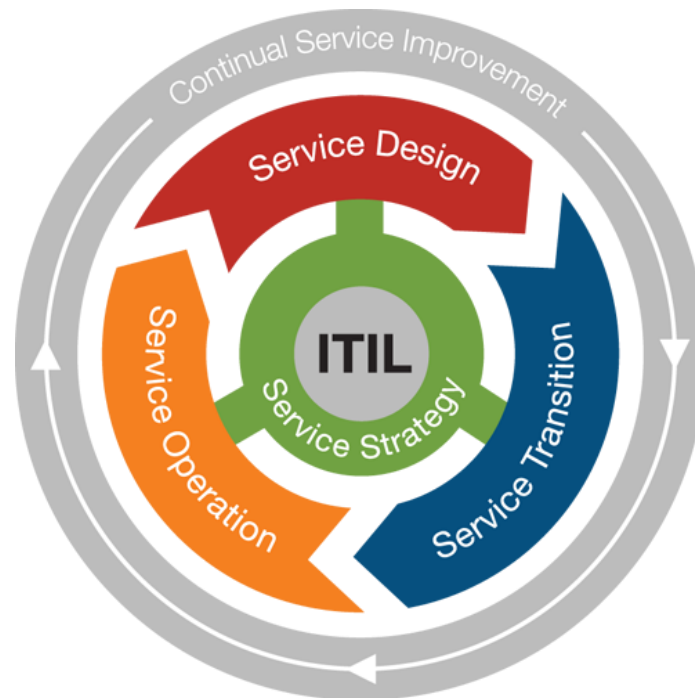 Continual Service Improvement
Service Design
Service Transition
Service Operation
ITIL
Service Strategy